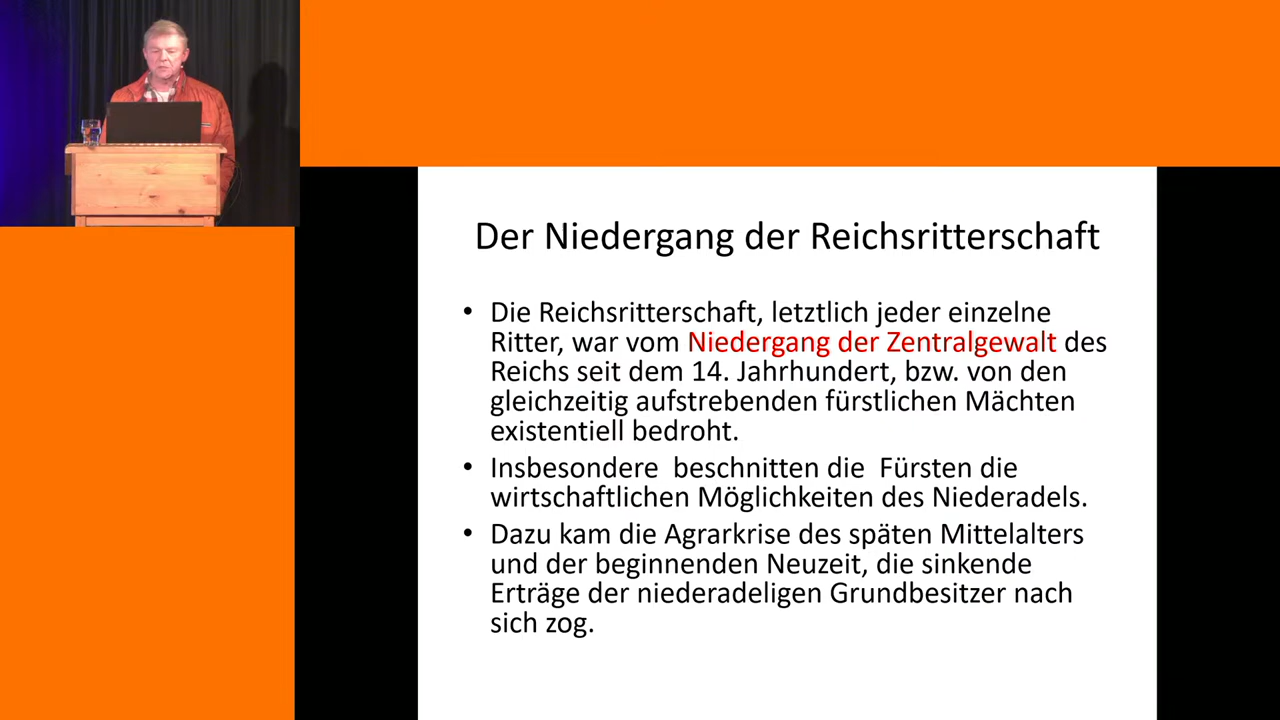 Der Niedergang der Reichsritterschaft
• Die Reichsritterschaft, letztlich jeder einzelne
Ritter, war vom Niedergang der Zentralgewalt des
Reichs seit dem 14. Jahrhundert, bzw. von den
gleichzeitig aufstrebenden fürstlichen Mächten
existentiell bedroht.
• Insbesondere  beschnitten die  Fürsten die
wirtschaftlichen Möglichkeiten des Niederadels.
• Dazu kam die Agrarkrise des späten Mittelalters
und der beginnenden Neuzeit, die sinkende
Erträge der niederadeligen Grundbesitzer nach
sich zog.